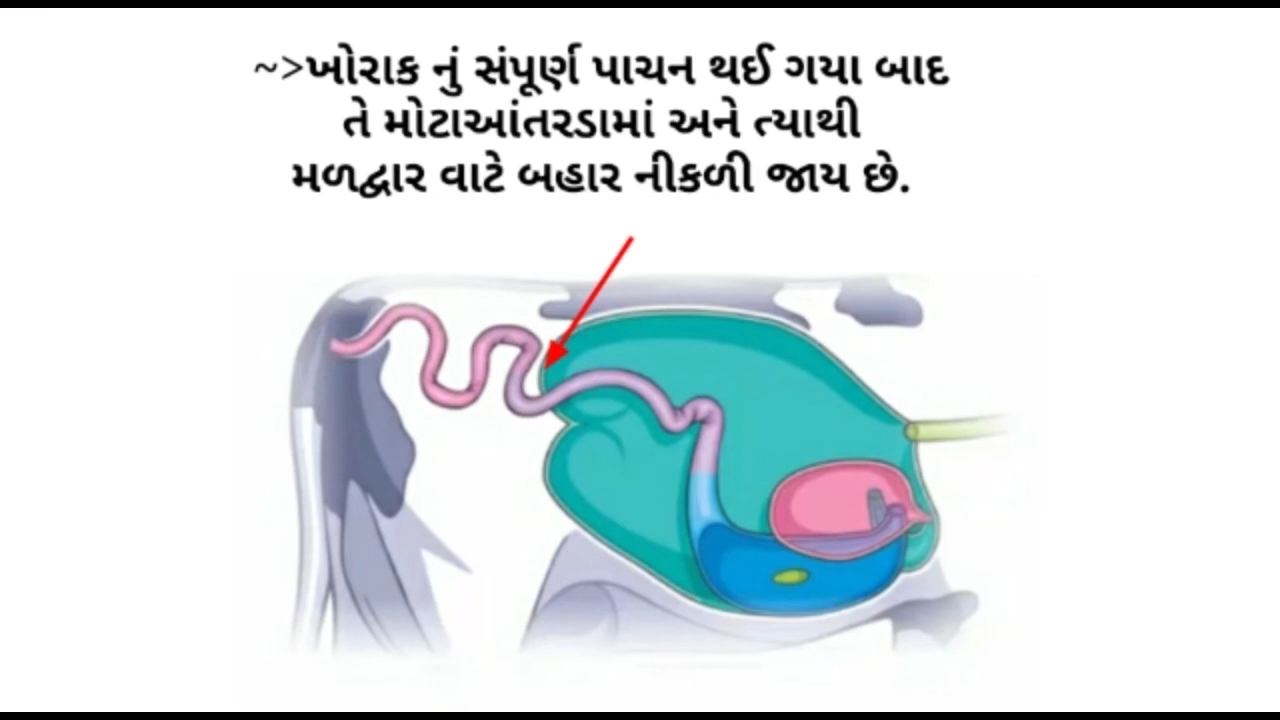 ~>ખોરાક નું સંપૂર્ણ પાચન થઈ ગયા બાદ
તે મોટાઆંતરડામાં અને ત્યાથી
મળદ્વાર વાટે બહાર નીકળી જાય છે.